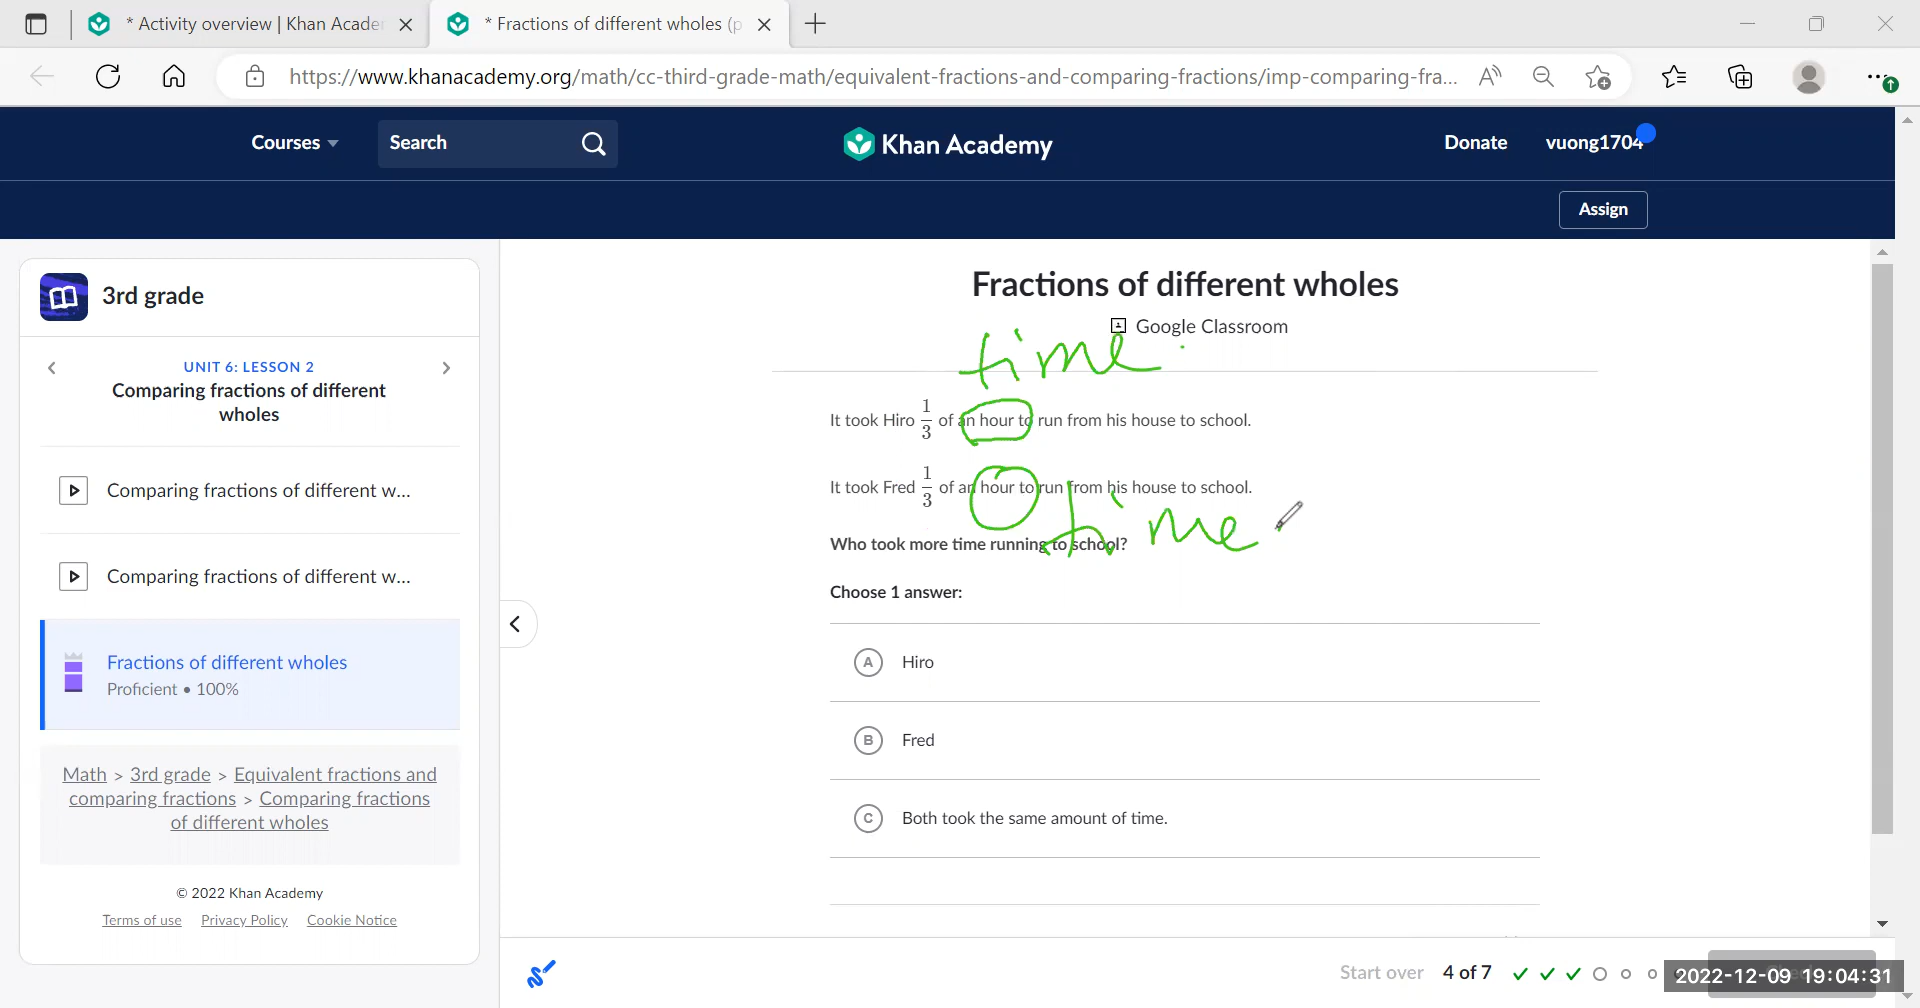 * Activity overview | Khan Acade
* Fractions of different wholes (p
https://www.khanacademy.org/math/cc-third-grade-math/equivalent-fractions-and-comparing-fractions/imp-comparing-fra...
Courses
Search
Khan Academy
Donate
vuong1704
Assign
3rd grade
UNIT 6: LESSON 2
Comparing fractions of different
wholes
Comparing fractions of different w...
Comparing fractions of different w...
Fractions of different wholes
Proficient • 100%
Math > 3rd grade > Equivalent fractions and
comparing fractions > Comparing fractions
of different wholes
© 2022 Khan Academy
Terms of use Privacy Policy Cookie Notice
Fractions of different wholes
Google Classroom
time
It took Hiro 1/3 of an hour to run from his house to school.
It took Fred 1/3 of an hour to run from his house to school.
time
Who took more time running to school?
Choose 1 answer:
A Hiro
B Fred
C Both took the same amount of time.
Start over 4 of 7
2022-12-09 19:04:31